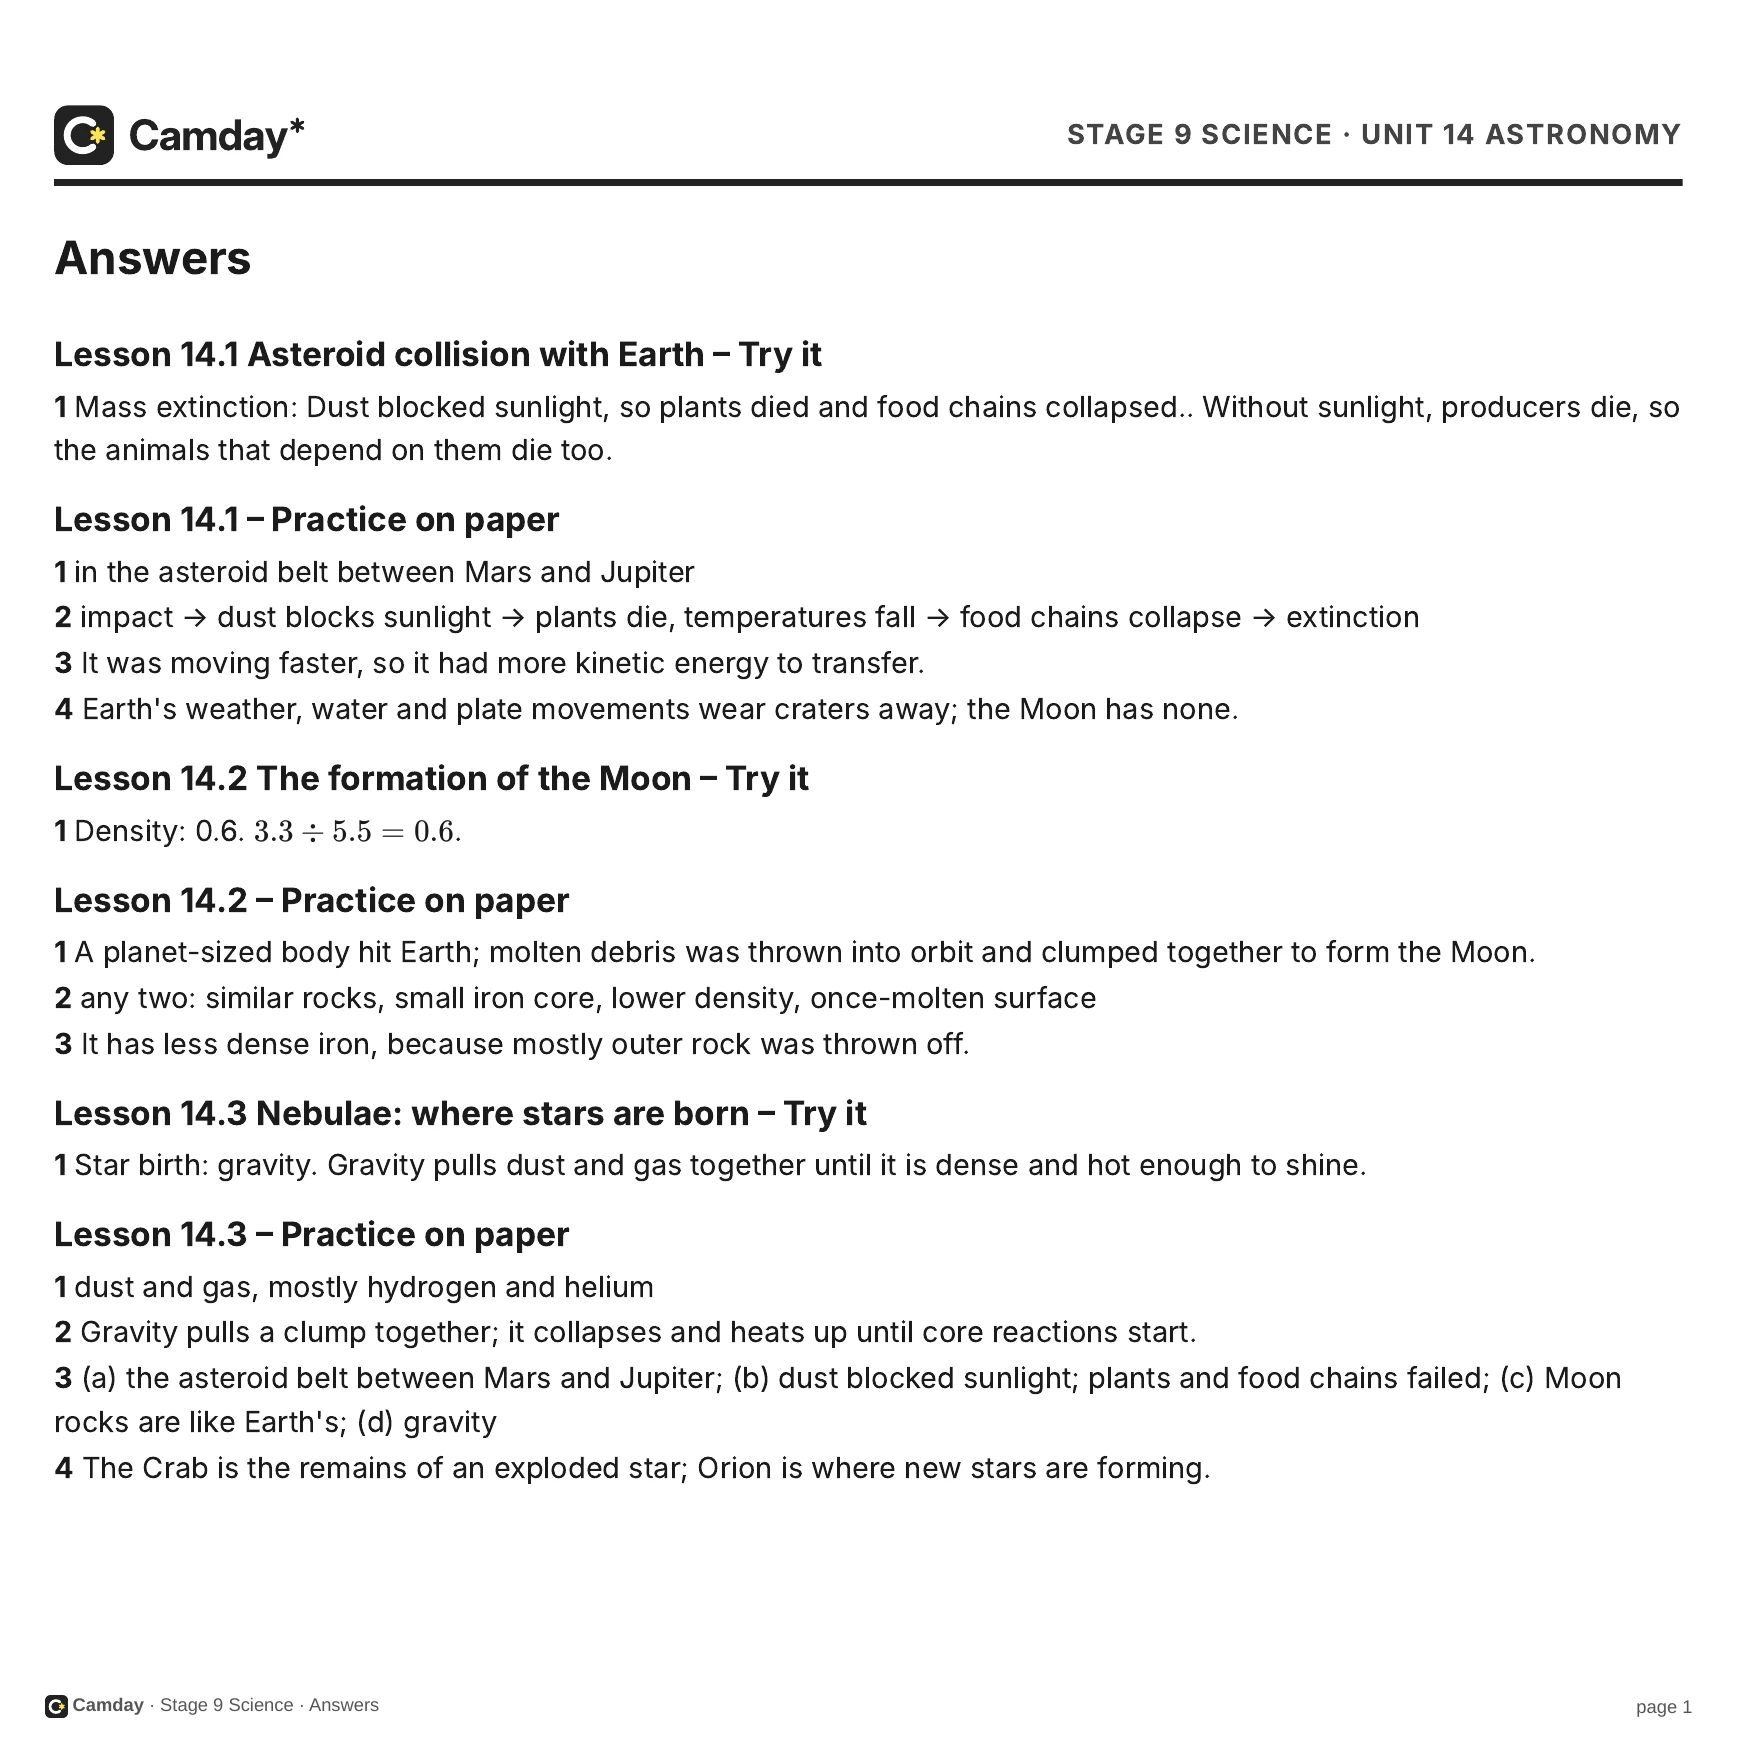 Camday*
STAGE 9 SCIENCE · UNIT 14 ASTRONOMY
Answers
Lesson 14.1 Asteroid collision with Earth – Try it
1 Mass extinction: Dust blocked sunlight, so plants died and food chains collapsed.. Without sunlight, producers die, so
the animals that depend on them die too.
Lesson 14.1 – Practice on paper
1 in the asteroid belt between Mars and Jupiter
2 impact → dust blocks sunlight → plants die, temperatures fall → food chains collapse → extinction
3 It was moving faster, so it had more kinetic energy to transfer.
4 Earth's weather, water and plate movements wear craters away; the Moon has none.
Lesson 14.2 The formation of the Moon – Try it
1 Density: 0.6. 3.3 ÷ 5.5 = 0.6.
Lesson 14.2 – Practice on paper
1 A planet-sized body hit Earth; molten debris was thrown into orbit and clumped together to form the Moon.
2 any two: similar rocks, small iron core, lower density, once-molten surface
3 It has less dense iron, because mostly outer rock was thrown off.
Lesson 14.3 Nebulae: where stars are born – Try it
1 Star birth: gravity. Gravity pulls dust and gas together until it is dense and hot enough to shine.
Lesson 14.3 – Practice on paper
1 dust and gas, mostly hydrogen and helium
2 Gravity pulls a clump together; it collapses and heats up until core reactions start.
3 (a) the asteroid belt between Mars and Jupiter; (b) dust blocked sunlight; plants and food chains failed; (c) Moon
rocks are like Earth's; (d) gravity
4 The Crab is the remains of an exploded star; Orion is where new stars are forming.
Camday · Stage 9 Science · Answers
page 1